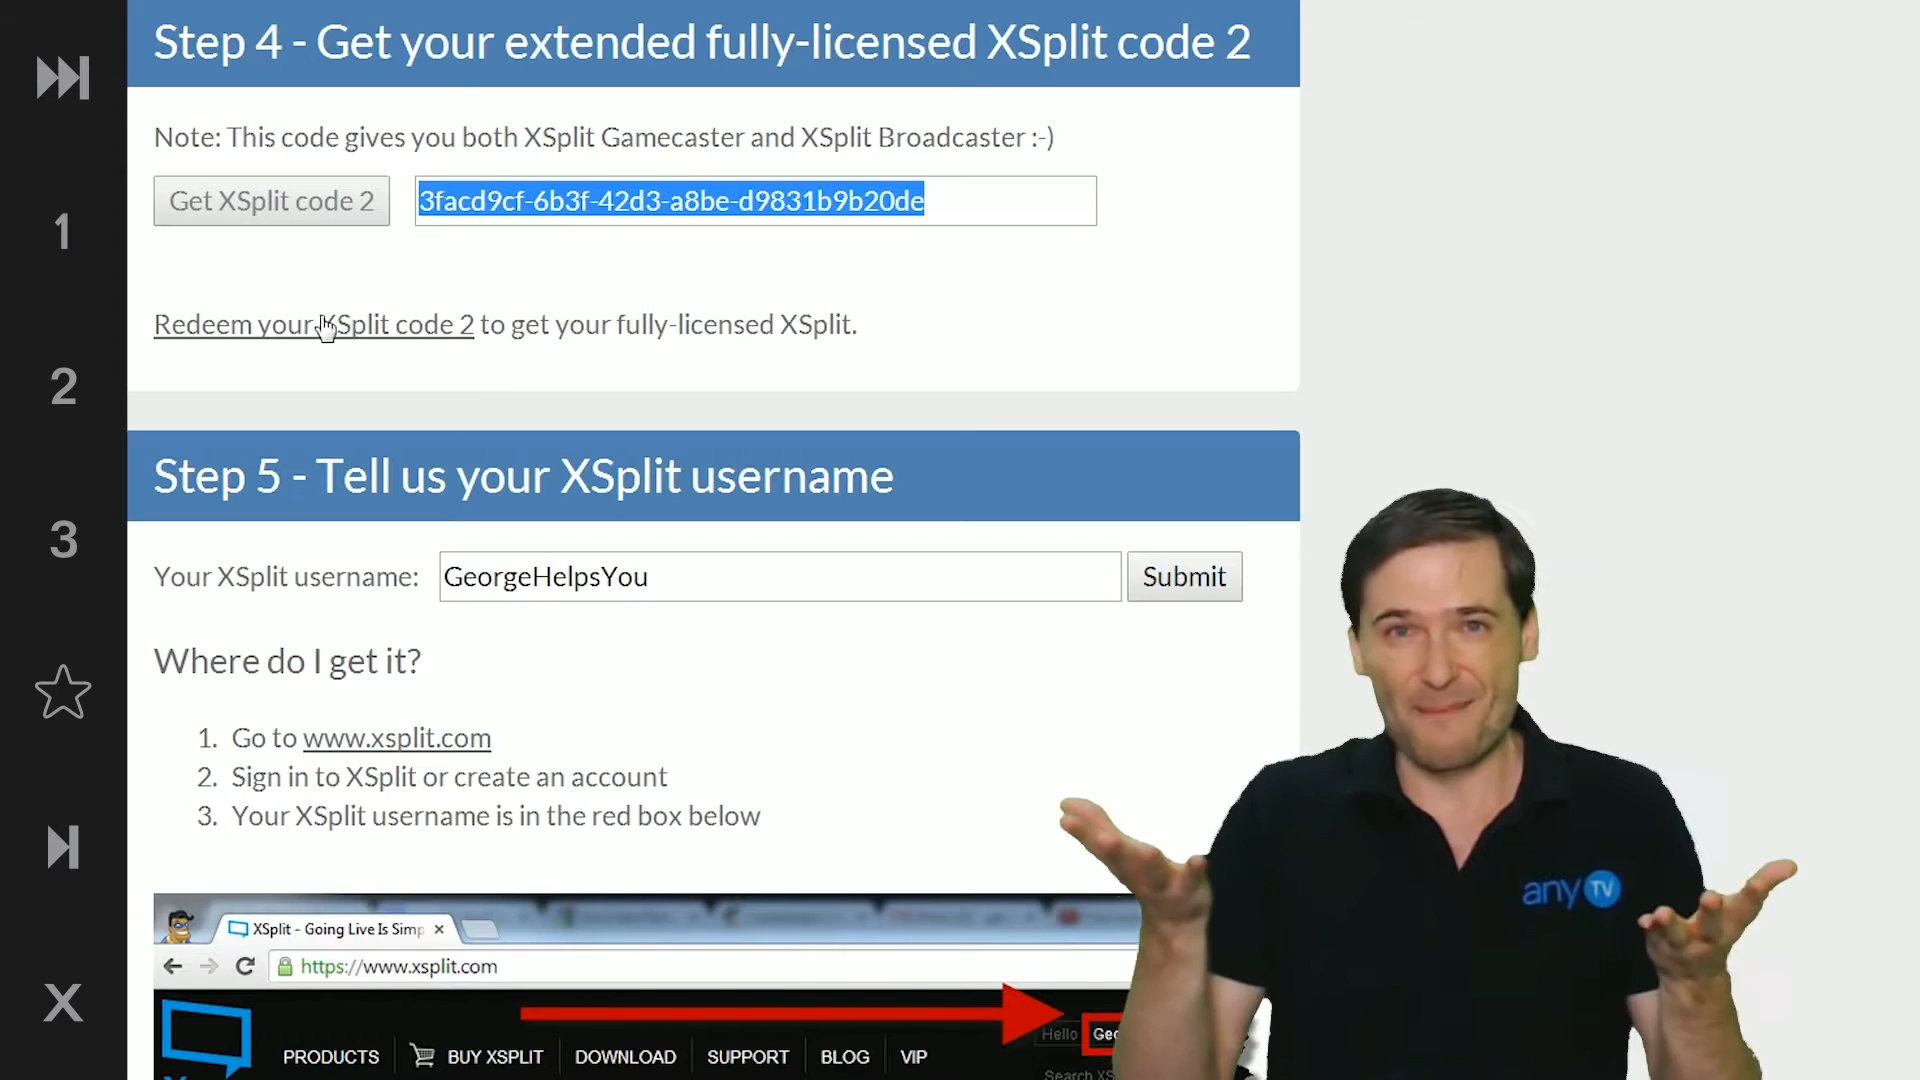 Step 4 - Get your extended fully-licensed XSplit code 2
Note: This code gives you both XSplit Gamecaster and XSplit Broadcaster :-)
Get XSplit code 2
3facd9cf-6b3f-42d3-a8be-d9831b9b20de
Redeem your XSplit code 2 to get your fully-licensed XSplit.
Step 5 - Tell us your XSplit username
Your XSplit username: GeorgeHelpsYou Submit
Where do I get it?
1. Go to www.xsplit.com
2. Sign in to XSplit or create an account
3. Your XSplit username is in the red box below
XSplit - Going Live Is Simp
https://www.xsplit.com
Hello Geo
PRODUCTS BUY XSPLIT DOWNLOAD SUPPORT BLOG VIP
Search XS
1
2
3
X
any TV